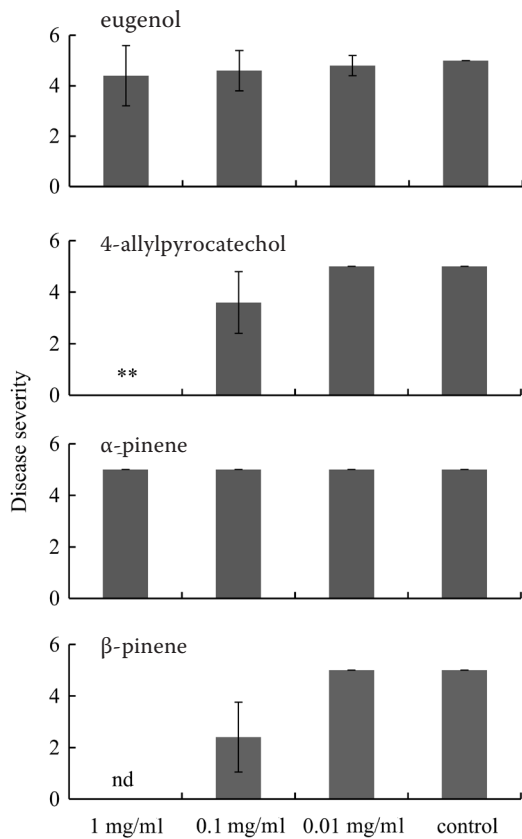 eugenol
6
4
2
0
4-allylpyrocatechol
6
4
2
0
**
Disease severity
α-pinene
6
4
2
0
β-pinene
6
4
2
0
nd
1 mg/ml 0.1 mg/ml 0.01 mg/ml control